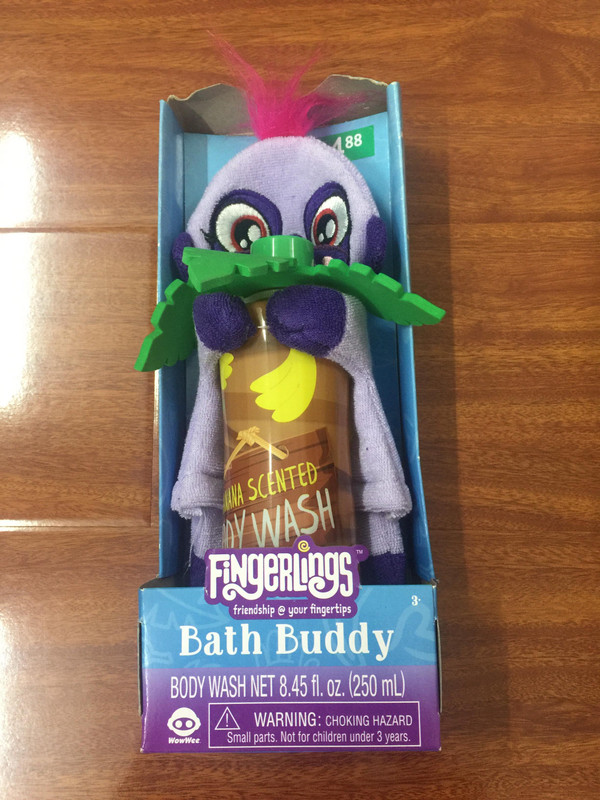 .88
SCENTED
WASH
FiNGERLiNGS™
friendship @ your fingertips
3+
Bath Buddy
BODY WASH NET 8.45 fl. oz. (250 mL)
WowWee
WARNING: CHOKING HAZARD
Small parts. Not for children under 3 years.